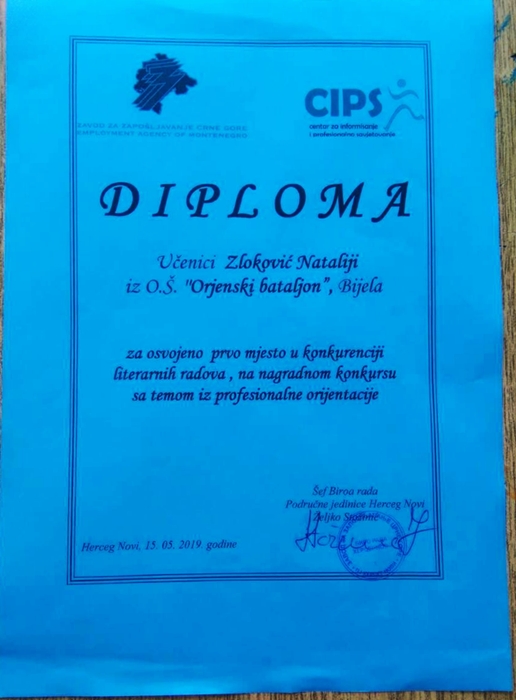 ZAVOD ZA ZAPOŠLJAVANJE CRNE GORE
EMPLOYMENT AGENCY OF MONTENEGRO
CIPS
centar za informisanje
i profesionalno savjetovanje
DIPLOMA
Učenici Zloković Nataliji
iz O.Š. "Orjenski bataljon", Bijela
za osvojeno prvo mjesto u konkurenciji
literarnih radova , na nagradnom konkursu
sa temom iz profesionalne orijentacije
Šef Biroa rada
Područne jedinice Herceg Novi
Željko
Herceg Novi, 15. 05. 2019. godine